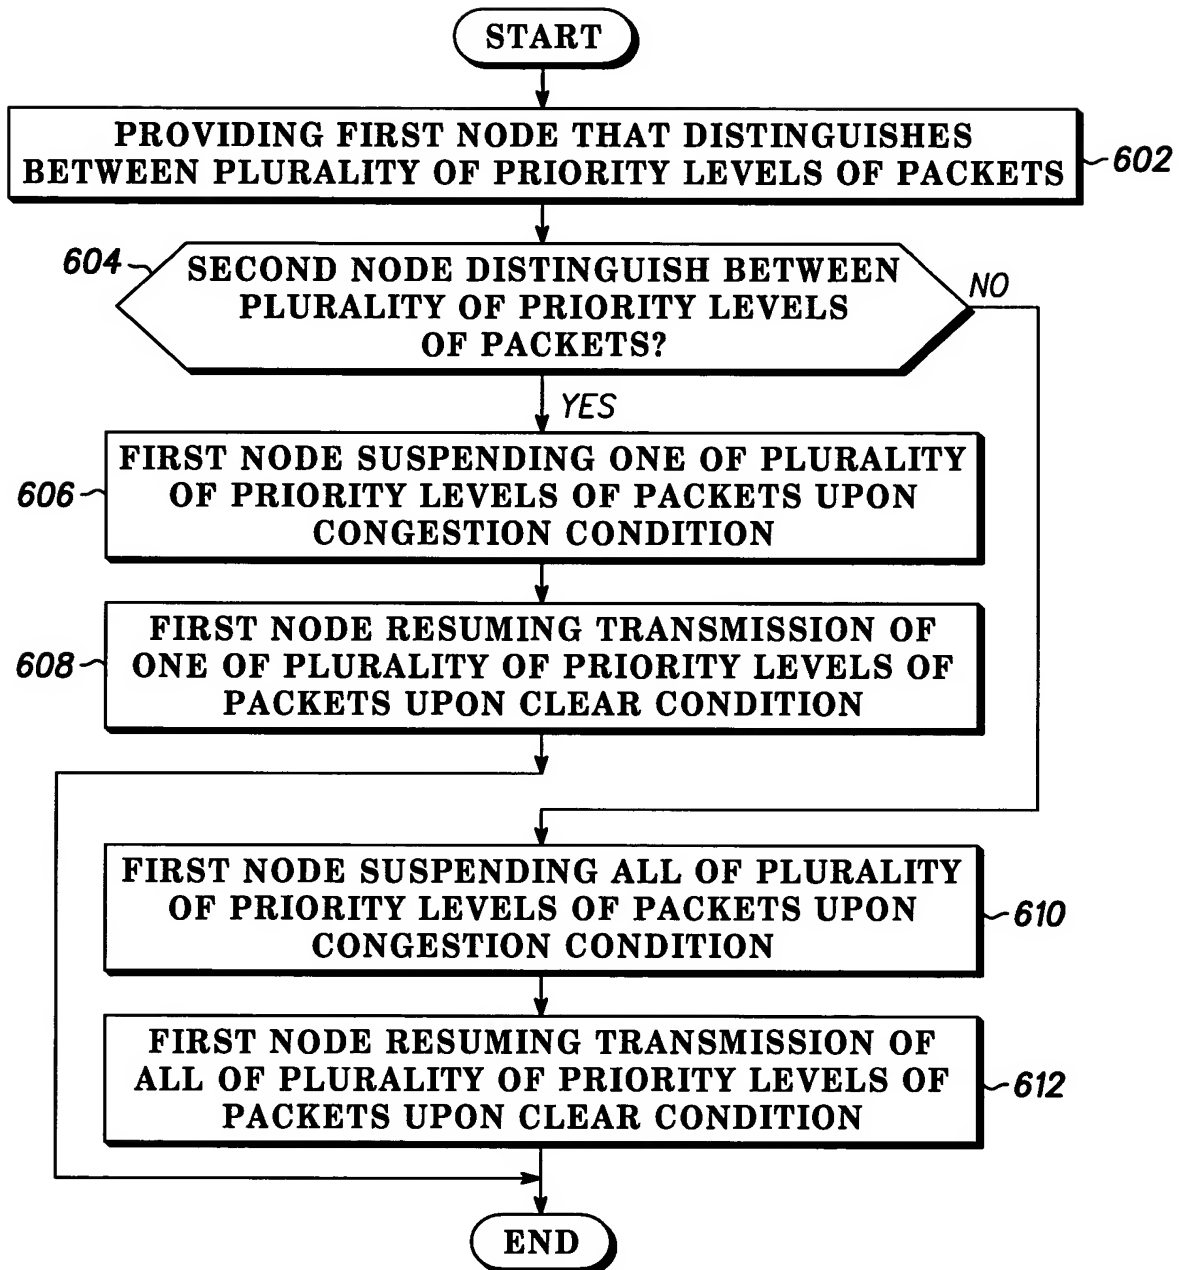 START
PROVIDING FIRST NODE THAT DISTINGUISHES
BETWEEN PLURALITY OF PRIORITY LEVELS OF PACKETS
602
604
SECOND NODE DISTINGUISH BETWEEN
PLURALITY OF PRIORITY LEVELS
OF PACKETS?
NO
YES
FIRST NODE SUSPENDING ONE OF PLURALITY
OF PRIORITY LEVELS OF PACKETS UPON
CONGESTION CONDITION
606
FIRST NODE RESUMING TRANSMISSION OF
ONE OF PLURALITY OF PRIORITY LEVELS OF
PACKETS UPON CLEAR CONDITION
608
FIRST NODE SUSPENDING ALL OF PLURALITY
OF PRIORITY LEVELS OF PACKETS UPON
CONGESTION CONDITION
610
FIRST NODE RESUMING TRANSMISSION OF
ALL OF PLURALITY OF PRIORITY LEVELS OF
PACKETS UPON CLEAR CONDITION
612
END